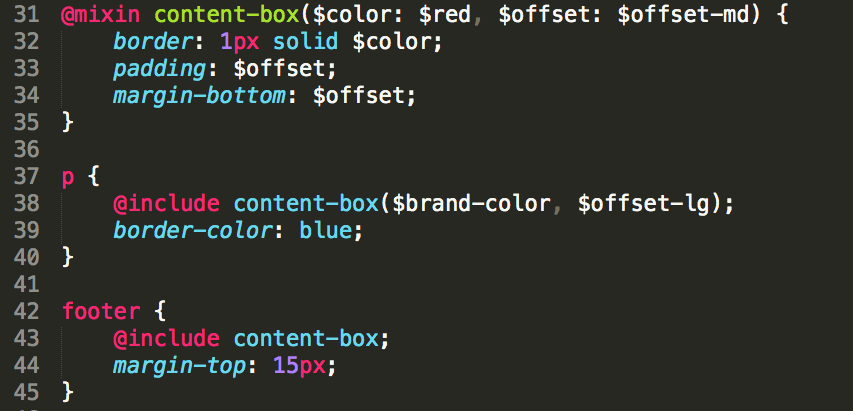 31 @mixin content-box($color: $red, $offset: $offset-md) {
32     border: 1px solid $color;
33     padding: $offset;
34     margin-bottom: $offset;
35 }
36
37 p {
38     @include content-box($brand-color, $offset-lg);
39     border-color: blue;
40 }
41
42 footer {
43     @include content-box;
44     margin-top: 15px;
45 }